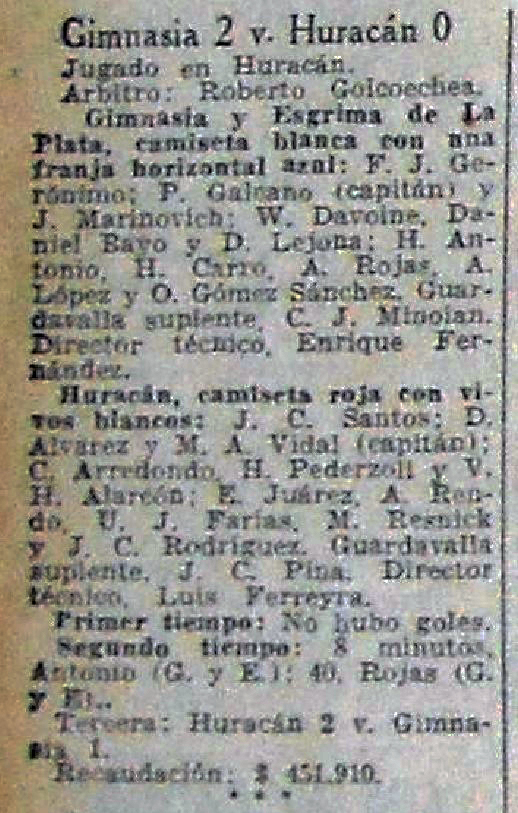 Gimnasia 2 v. Huracán 0
Jugado en Huracán.
Arbitro: Roberto Goicoechea.
Gimnasia y Esgrima de La
Plata, camiseta blanca con una
franja horizontal azul: F. J. Ge-
rónimo; P. Galeano (capitán) y
J. Marinovich; W. Davoine, Da-
niel Bayo y D. Lejona; H. An-
tonio, H. Carro, A. Rojas, A.
López y O. Gómez Sánchez. Guar-
davalla suplente, C. J. Minoian.
Director técnico, Enrique Fer-
nández.
Huracán, camiseta roja con vi-
vos blancos: J. C. Santos; D.
Alvarez y M. A. Vidal (capitán);
C. Arredondo, H. Pederzoli y V.
H. Alarcón; E. Juárez, A. Ren-
do, U. J. Farías, M. Resnick
y J. C. Rodríguez. Guardavalla
suplente, J. C. Pina. Director
técnico, Luis Ferreyra.
Primer tiempo: No hubo goles.
Segundo tiempo: 8 minutos,
Antonio (G. y E.); 40, Rojas (G.
y E)..
Tercera: Huracán 2 v. Gimna-
sia 1.
Recaudación: $ 451.910.
* * *